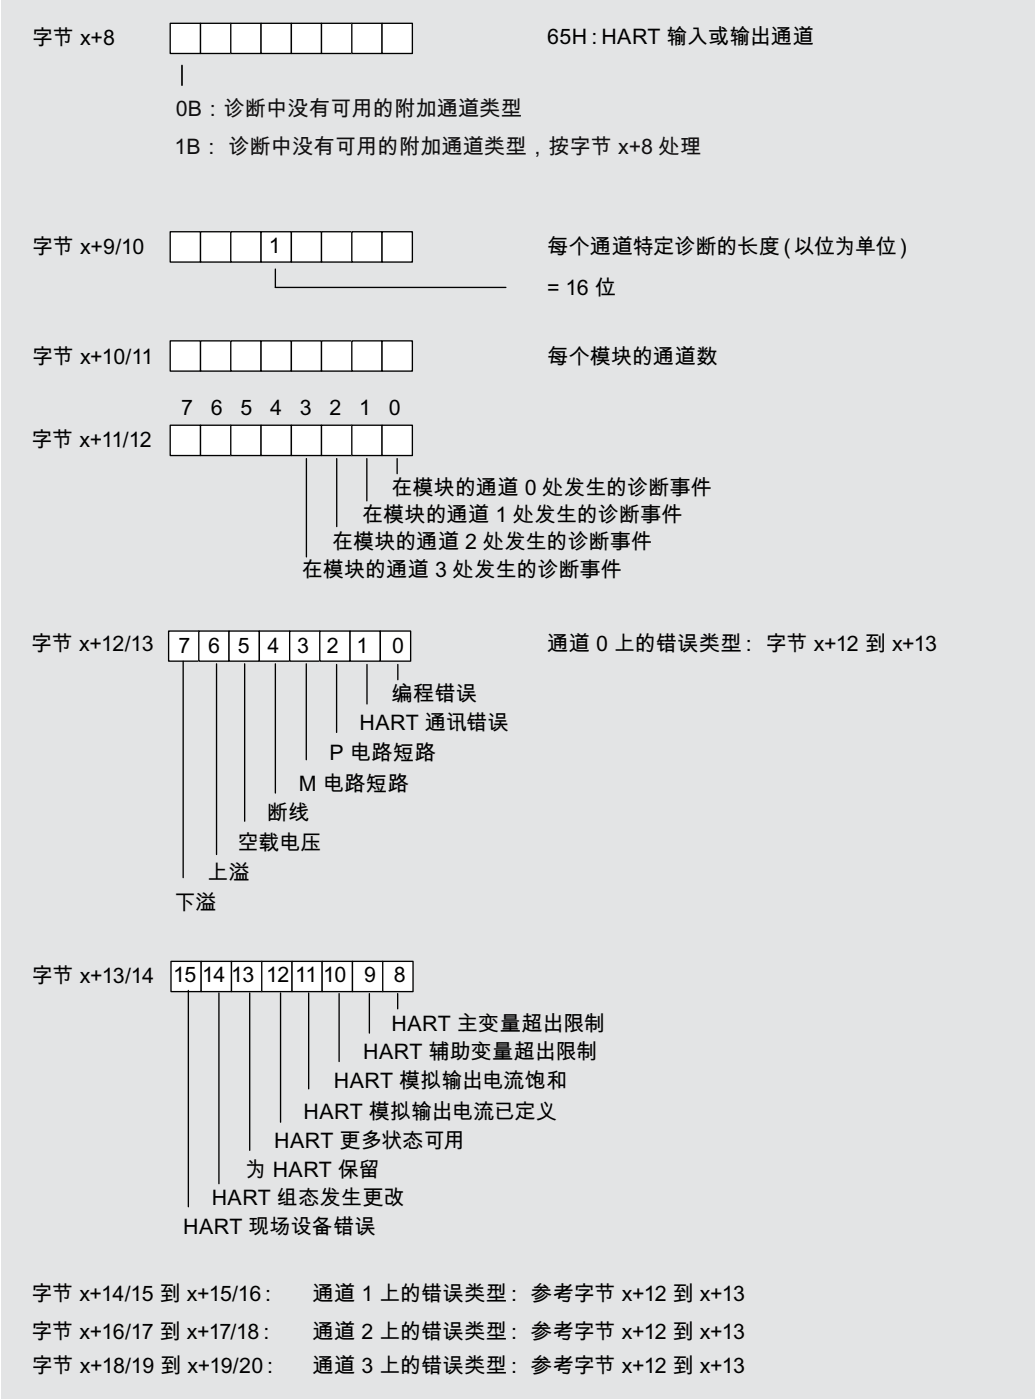 字节 x+8 65H : HART 输入或输出通道
0B : 诊断中没有可用的附加通道类型
1B : 诊断中没有可用的附加通道类型 , 按字节 x+8 处理
字节 x+9/10 1 每个通道特定诊断的长度 ( 以位为单位 )
= 16 位
字节 x+10/11 每个模块的通道数
7 6 5 4 3 2 1 0
字节 x+11/12
在模块的通道 0 处发生的诊断事件
在模块的通道 1 处发生的诊断事件
在模块的通道 2 处发生的诊断事件
在模块的通道 3 处发生的诊断事件
字节 x+12/13 7 6 5 4 3 2 1 0 通道 0 上的错误类型 : 字节 x+12 到 x+13
编程错误
HART 通讯错误
P 电路短路
M 电路短路
断线
空载电压
上溢
下溢
字节 x+13/14 15 14 13 12 11 10 9 8
HART 主变量超出限制
HART 辅助变量超出限制
HART 模拟输出电流饱和
HART 模拟输出电流已定义
HART 更多状态可用
为 HART 保留
HART 组态发生更改
HART 现场设备错误
字节 x+14/15 到 x+15/16 : 通道 1 上的错误类型 : 参考字节 x+12 到 x+13
字节 x+16/17 到 x+17/18 : 通道 2 上的错误类型 : 参考字节 x+12 到 x+13
字节 x+18/19 到 x+19/20 : 通道 3 上的错误类型 : 参考字节 x+12 到 x+13